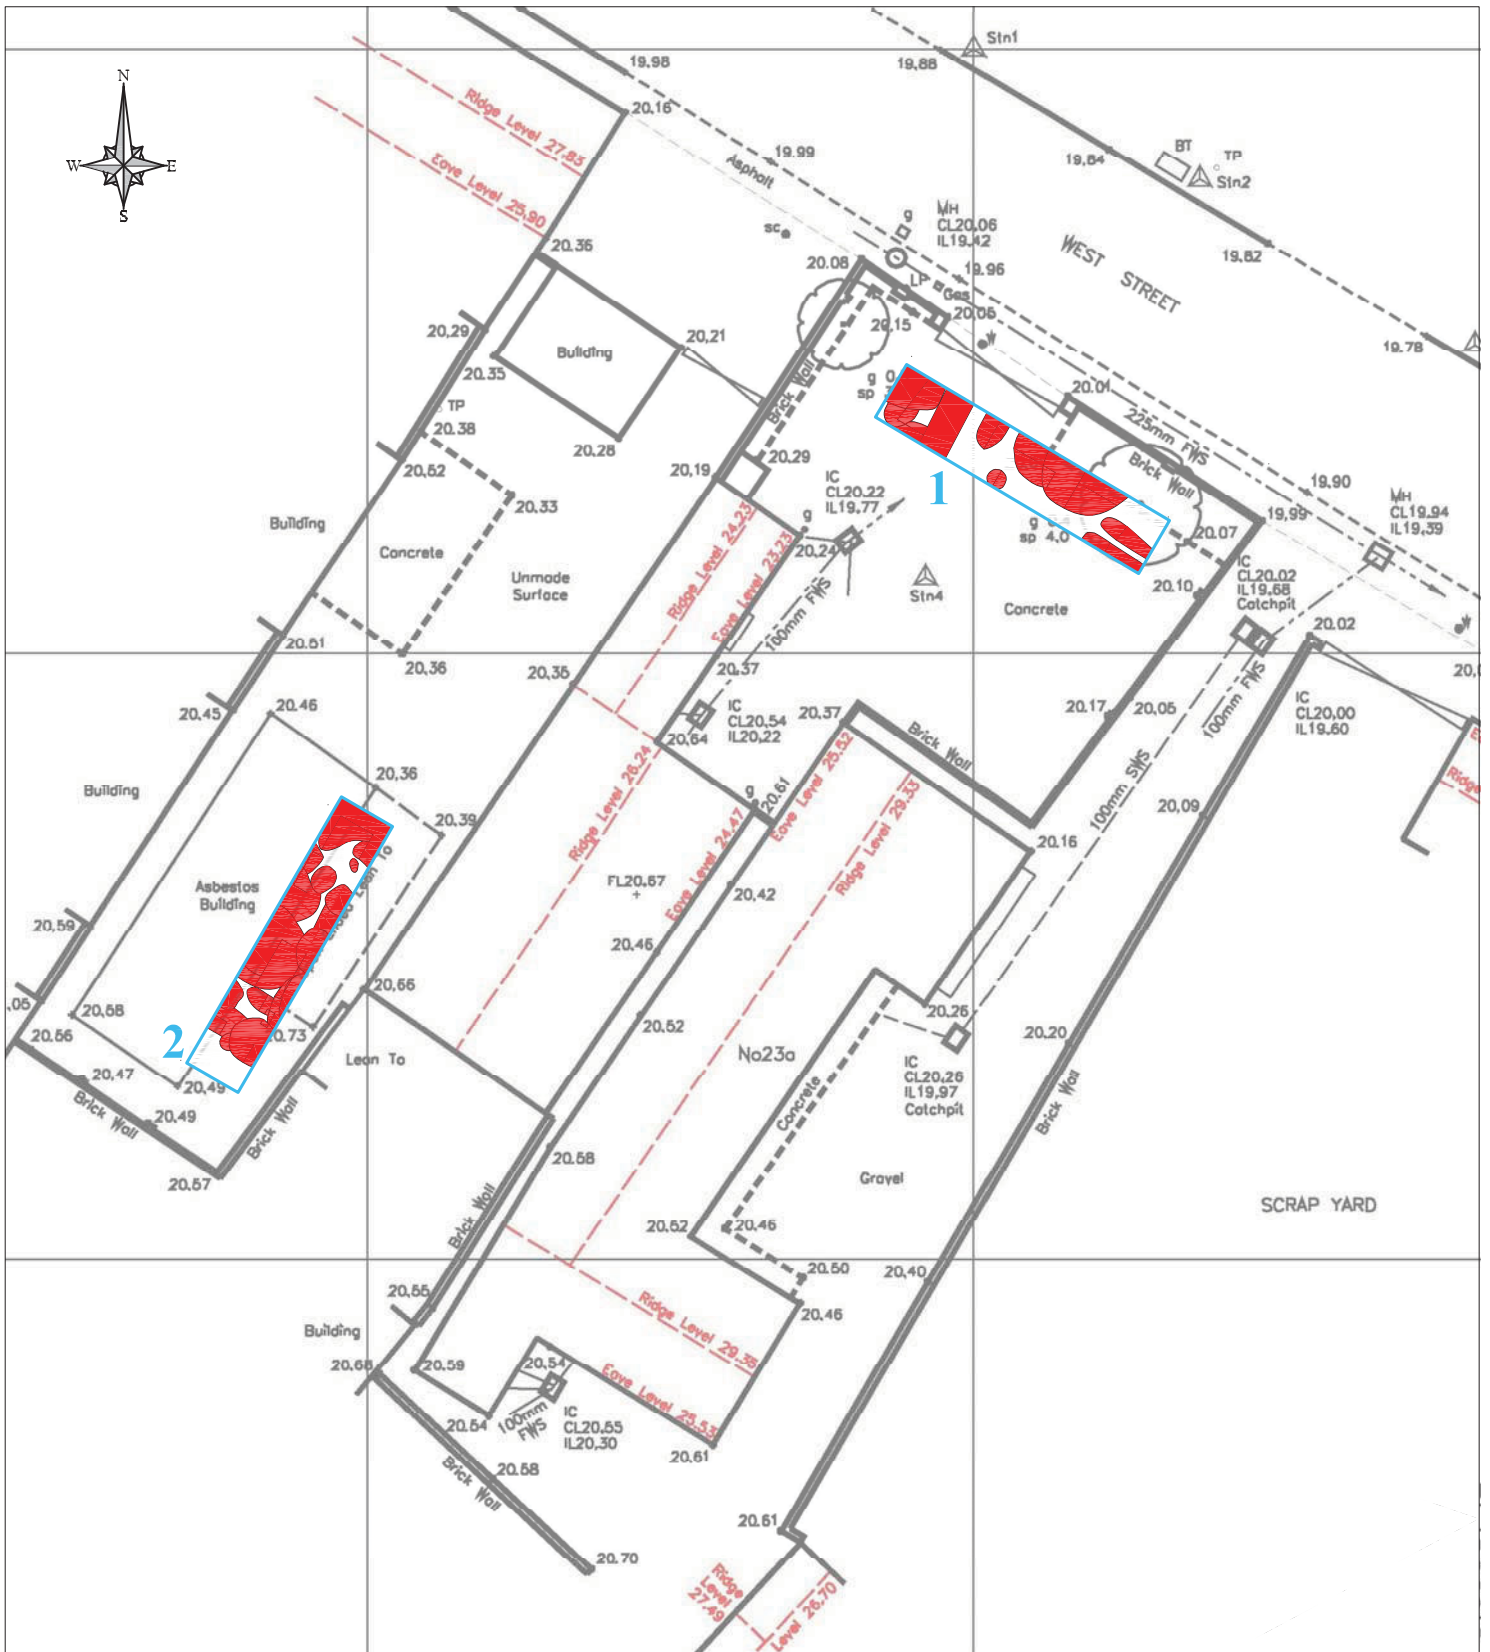 Stn1
19.98
19.88
N
Ridge Level 27.83
20.16
BT
TP
19.99
19.84
W
E
Asphalt
Stn2
Eave Level 25.90
S
g
MH
CL20.06
IL19.42
sc
20.36
WEST STREET
19.82
20.08
19.96
LP
Gas
20.05
20.29
20.21
20.15
19.78
Building
20.35
Brick Wall
g
sp
20.01
TP
20.38
225mm FWS
20.28
20.29
Brick Wall
20.52
20.19
IC
CL20.22
IL19.77
1
19.90
MH
CL19.94
IL19.39
20.33
Building
g
19.99
Concrete
20.24
g
sp 4.0
20.07
Ridge Level 24.23
Eave Level 23.23
IC
CL20.02
IL19.68
Catchpit
Unmade
Surface
Stn4
20.10
Concrete
100mm FWS
20.02
20.51
20.36
20.37
20.35
100mm FWS
20.45
20.46
IC
CL20.54
IL20.22
20.37
20.17
20.05
IC
CL20.00
IL19.60
20.64
Brick Wall
Building
20.36
Ridge Level 26.24
g
20.61
Eave Level 25.52
Ridge Level 29.33
100mm SWS
20.09
20.39
Eave Level 24.47
20.16
Asbestos
Building
Lean To
FL20.67
20.42
20.59
20.46
20.66
20.58
20.52
20.26
20.20
20.56
2
20.73
Lean To
No23a
IC
CL20.26
IL19.97
Catchpit
20.47
20.49
Concrete
Brick Wall
20.49
Brick Wall
Brick Wall
20.57
20.58
Gravel
Brick Wall
20.52
20.46
SCRAP YARD
20.50
20.40
20.55
Ridge Level 29.35
20.46
Building
20.68
20.59
20.54
Eave Level 25.53
20.54
100mm
FWS
IC
CL20.55
IL20.30
20.61
Brick Wall
20.58
20.61
20.70
Ridge
Level
27.49
Level 26.70